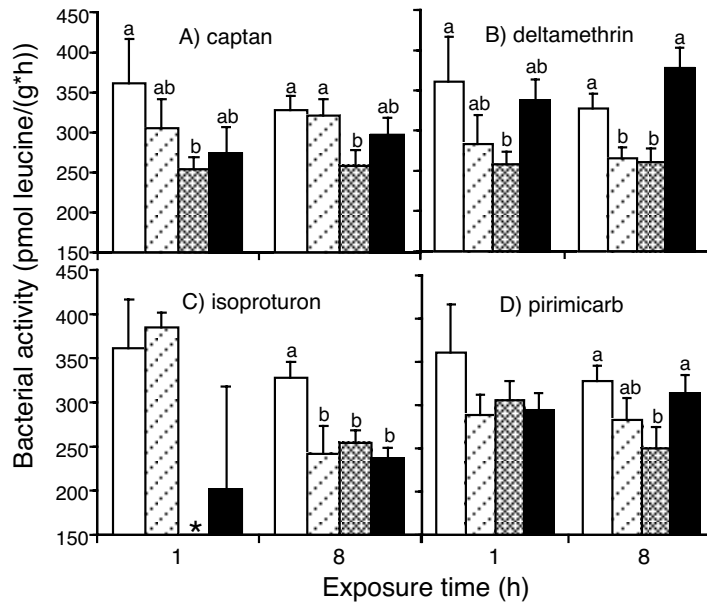 Bacterial activity (pmol leucine/(g*h)
450
400
350
300
250
200
150
A) captan
a
ab
b
ab
a
a
b
ab
B) deltamethrin
a
ab
b
ab
a
b
b
a
450
400
350
300
250
200
150
C) isoproturon
*
a
b
b
b
1
8
D) pirimicarb
a
ab
b
a
1
8
Exposure time (h)